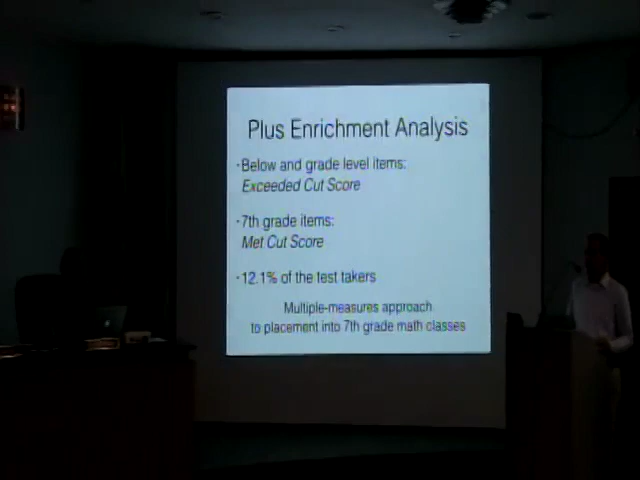 Plus Enrichment Analysis
·Below and grade level items:
Exceeded Cut Score
·7th grade items:
Met Cut Score
·12.1% of the test takers
Multiple-measures approach
to placement into 7th grade math classes